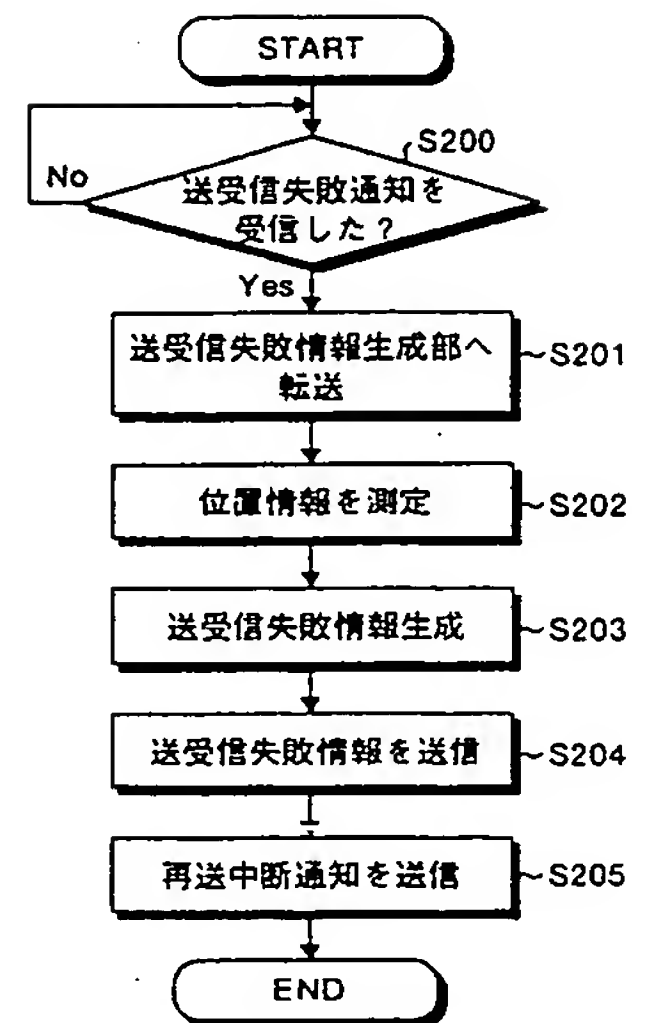 START
S200
No
送受信失敗通知を
受信した？
Yes
送受信失敗情報生成部へ
転送
S201
位置情報を測定
S202
送受信失敗情報生成
S203
送受信失敗情報を送信
S204
再送中断通知を送信
S205
END